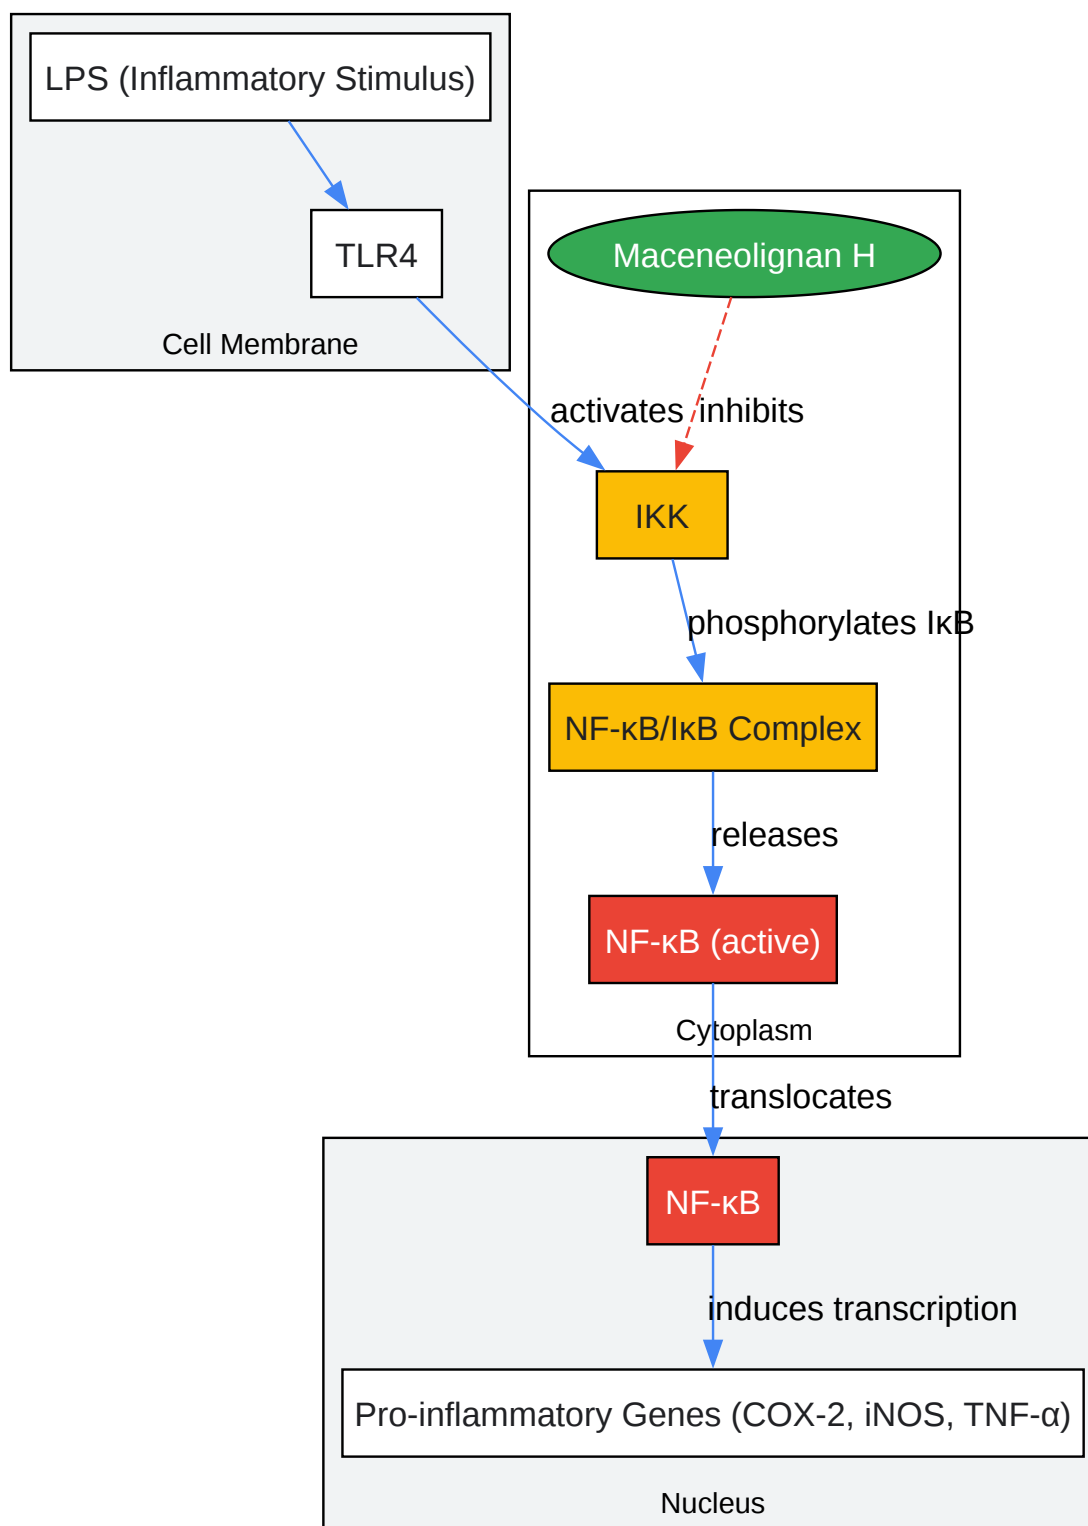 LPS (Inflammatory Stimulus)
TLR4
Cell Membrane
Maceneolignan H
activates
inhibits
IKK
phosphorylates IκB
NF-κB/IκB Complex
releases
NF-κB (active)
Cytoplasm
translocates
NF-κB
induces transcription
Pro-inflammatory Genes (COX-2, iNOS, TNF-α)
Nucleus